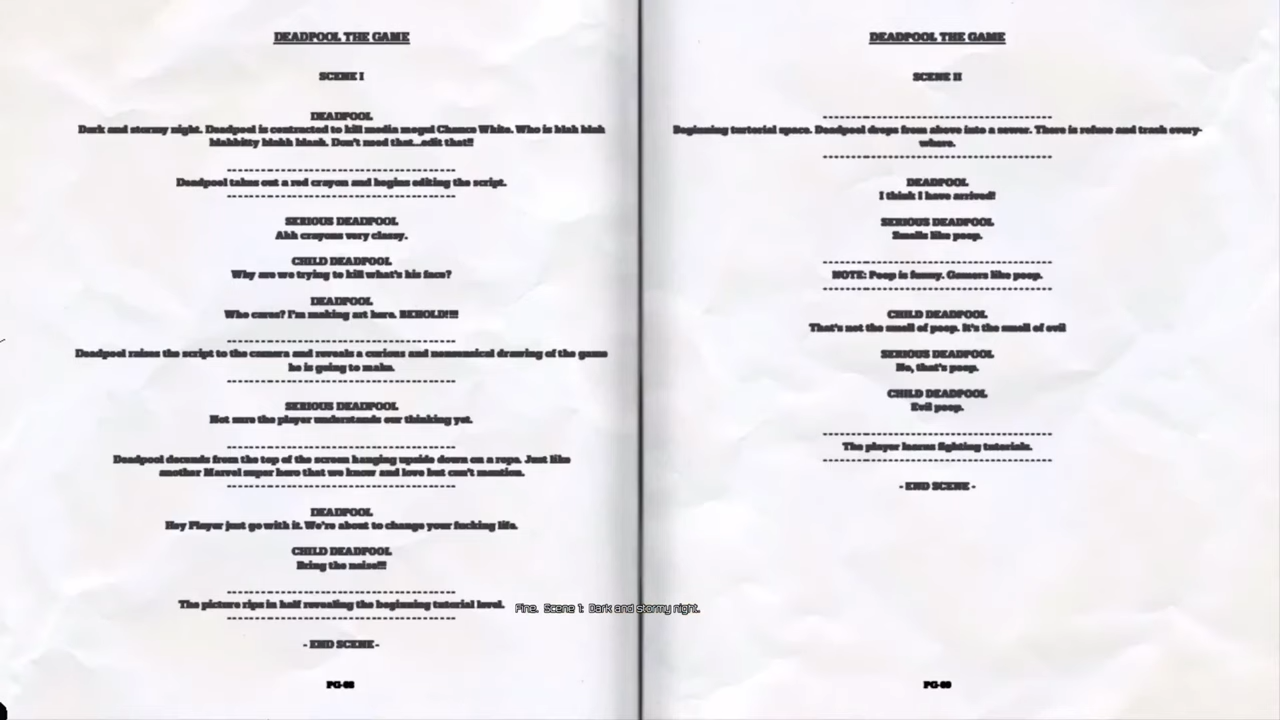 DEADPOOL THE GAME
SCENE I
DEADPOOL
Dark and stormy night. Deadpool is contracted to kill media mogul Chance White. Who is blah blah
blahbitty blahh blaah. Don't need that...edit that!!
Deadpool takes out a red crayon and begins editing the script.
SERIOUS DEADPOOL
Ahh crayons very classy.
CHILD DEADPOOL
Why are we trying to kill what's his face?
DEADPOOL
Who cares? I'm making art here. BEHOLD!!!!
Deadpool raises the script to the camera and reveals a curious and nonsensical drawing of the game
he is going to make.
SERIOUS DEADPOOL
Not sure the player understands our thinking yet.
Deadpool decends from the top of the screen hanging upside down on a rope. Just like
another Marvel super hero that we know and love but can't mention.
DEADPOOL
Hey Player just go with it. We're about to change your fucking life.
CHILD DEADPOOL
Bring the noise!!!
The picture rips in half revealing the beginning tutorial level.
- END SCENE -
PG-08
DEADPOOL THE GAME
SCENE II
Beginning turtorial space. Deadpool drops from above into a sewer. There is refuse and trash every-
where.
DEADPOOL
I think I have arrived!
SERIOUS DEADPOOL
Smells like poop.
NOTE: Poop is funny. Gamers like poop.
CHILD DEADPOOL
That's not the smell of poop. It's the smell of evil
SERIOUS DEADPOOL
No, that's poop.
CHILD DEADPOOL
Evil poop.
The player learns fighting tutorials.
- END SCENE -
PG-09
Fine. Scene 1: Dark and stormy night.